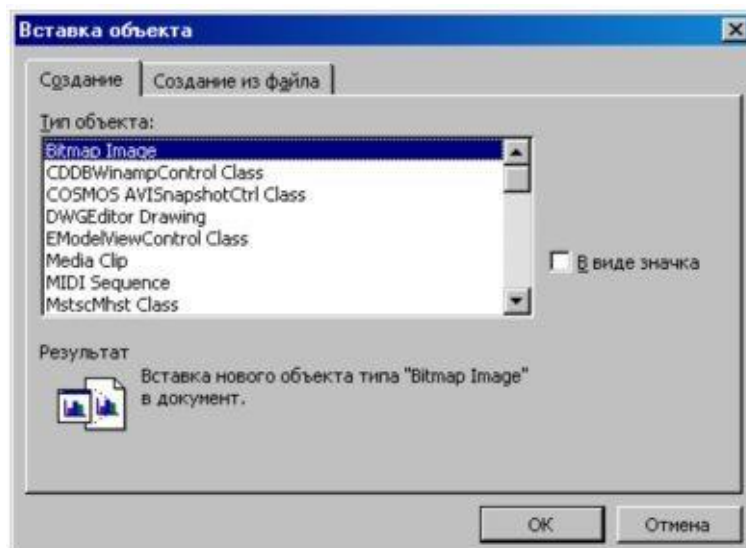 Вставка объекта
Создание
Создание из файла
Тип объекта:
Bitmap Image
CDDBWinampControl Class
COSMOS AVISnapshotCtrl Class
DWGEditor Drawing
EModelViewControl Class
Media Clip
MIDI Sequence
MstscMhst Class
В виде значка
Результат
Вставка нового объекта типа "Bitmap Image"
в документ.
OK
Отмена